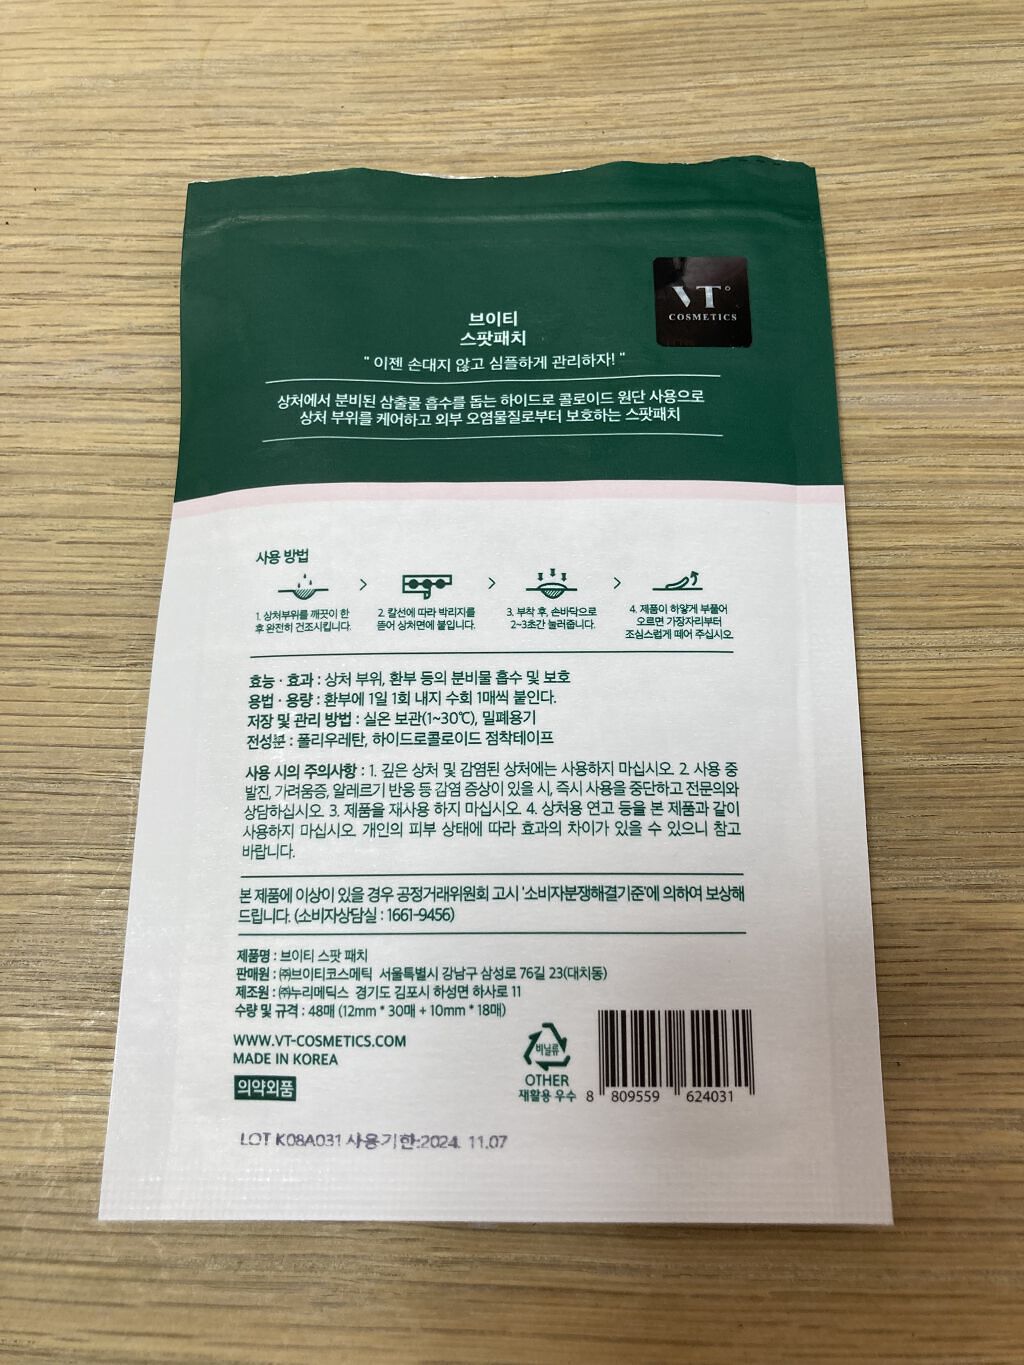 VT°
COSMETICS
브이티
스팟패치
" 이젠 손대지 않고 심플하게 관리하자! "
상처에서 분비된 삼출물 흡수를 돕는 하이드로 콜로이드 원단 사용으로
상처 부위를 케어하고 외부 오염물질로부터 보호하는 스팟패치
사용 방법
1. 상처부위를 깨끗이 한
후 완전히 건조시킵니다.
2. 칼선에 따라 박리지를
뜯어 상처면에 붙입니다.
3. 부착 후, 손바닥으로
2~3초간 눌러줍니다.
4. 제품이 하얗게 부풀어
오르면 가장자리부터
조심스럽게 떼어 주십시오.
효능 · 효과 : 상처 부위, 환부 등의 분비물 흡수 및 보호
용법 · 용량 : 환부에 1일 1회 내지 수회 1매씩 붙인다.
저장 및 관리 방법 : 실온 보관(1~30℃), 밀폐용기
전성분 : 폴리우레탄, 하이드로콜로이드 점착테이프
사용 시의 주의사항 : 1. 깊은 상처 및 감염된 상처에는 사용하지 마십시오. 2. 사용 중
발진, 가려움증, 알레르기 반응 등 감염 증상이 있을 시, 즉시 사용을 중단하고 전문의와
상담하십시오. 3. 제품을 재사용 하지 마십시오. 4. 상처용 연고 등을 본 제품과 같이
사용하지 마십시오. 개인의 피부 상태에 따라 효과의 차이가 있을 수 있으니 참고
바랍니다.
본 제품에 이상이 있을 경우 공정거래위원회 고시 '소비자분쟁해결기준'에 의하여 보상해
드립니다. (소비자상담실 : 1661-9456)
제품명 : 브이티 스팟 패치
판매원 : ㈜브이티코스메틱 서울특별시 강남구 삼성로 76길 23(대치동)
제조원 : ㈜누리메딕스 경기도 김포시 하성면 하사로 11
수량 및 규격 : 48매 (12mm * 30매 + 10mm * 18매)
WWW.VT-COSMETICS.COM
MADE IN KOREA
의약외품
비닐류
OTHER
재활용 우수
8 809559 624031
LOT K08A031 사용기한:2024. 11.07